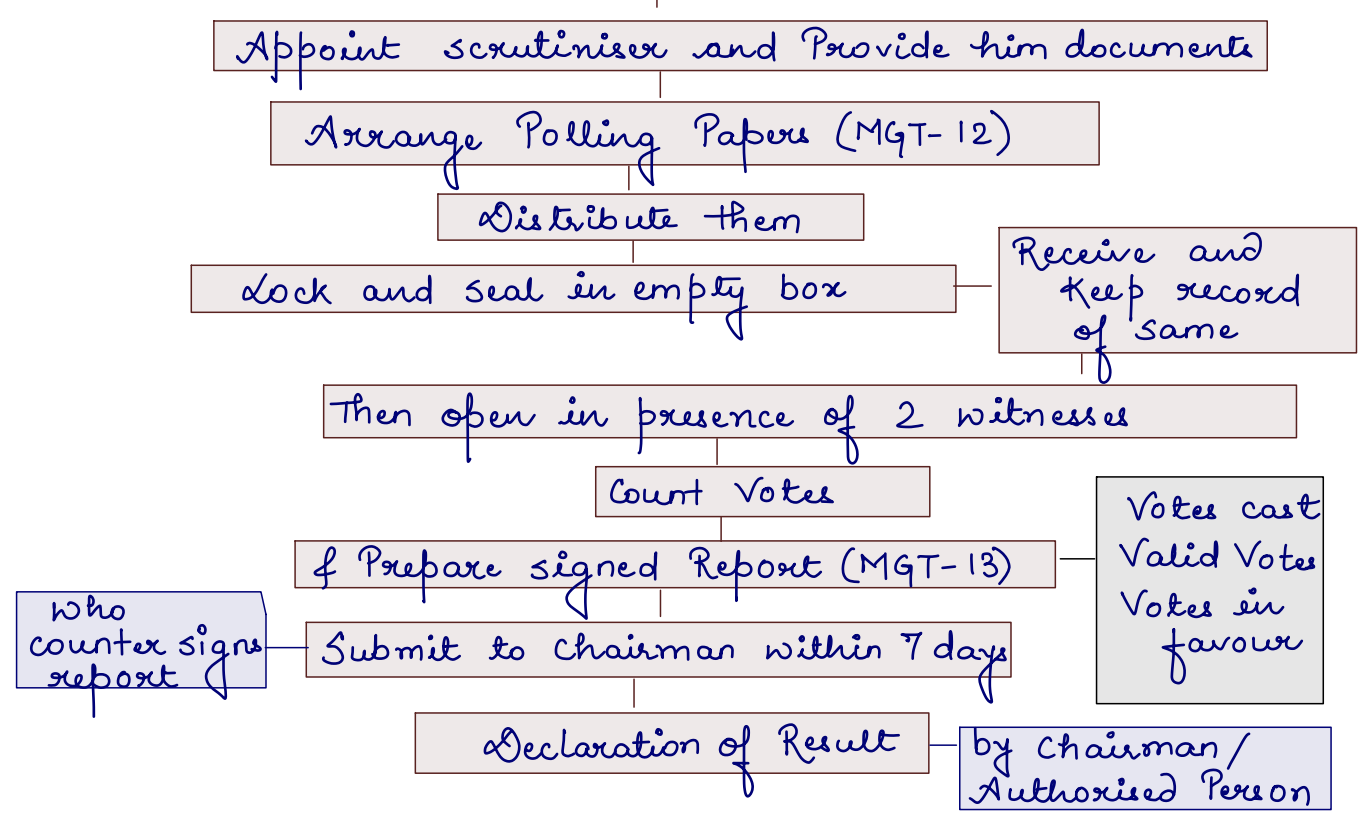 Appoint scrutiniser and Provide him documents
Arrange Polling Papers (MGT-12)
Distribute them
Lock and seal in empty box
Receive and
Keep record
of same
Then open in presence of 2 witnesses
Count Votes
& Prepare signed Report (MGT-13)
Votes cast
Valid Votes
Votes in
favour
Submit to Chairman within 7 days
who
counter signs
report
Declaration of Result
by Chairman/
Authorised Person